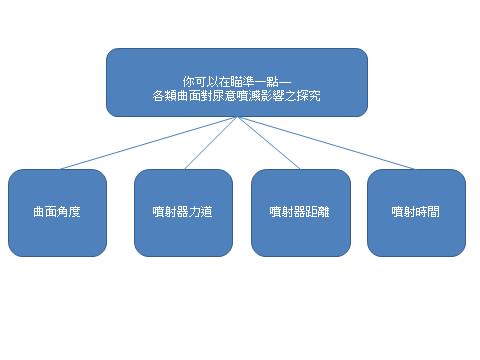 你可以在瞄準一點—
各類曲面對尿意噴濺影響之探究
曲面角度
噴射器力道
噴射器距離
噴射時間